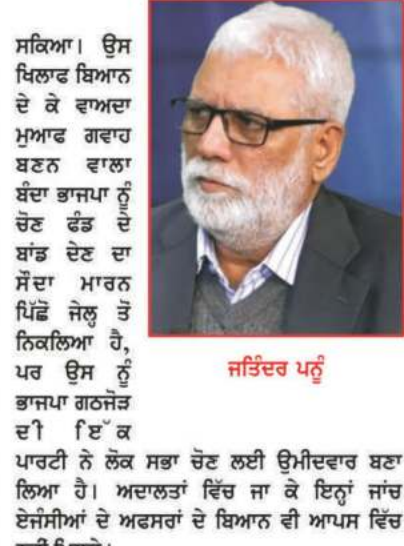 ਸਕਿਆ। ਉਸ
ਖਿਲਾਫ ਬਿਆਨ
ਦੇ ਕੇ ਵਾਅਦਾ
ਮੁਆਫ ਗਵਾਹ
ਬਣਨ ਵਾਲਾ
ਬੰਦਾ ਭਾਜਪਾ ਨੂੰ
ਚੋਣ ਫੰਡ ਦੇ
ਬਾਂਡ ਦੇਣ ਦਾ
ਸੌਦਾ ਮਾਰਨ
ਪਿੱਛੋਂ ਜੇਲ੍ਹ ਤੋਂ
ਨਿਕਲਿਆ ਹੈ,
ਪਰ ਉਸ ਨੂੰ
ਭਾਜਪਾ ਗਠਜੋੜ
ਦੀ ਇੱਕ
ਜਤਿੰਦਰ ਪਨੂੰ
ਪਾਰਟੀ ਨੇ ਲੋਕ ਸਭਾ ਚੋਣ ਲਈ ਉਮੀਦਵਾਰ ਬਣਾ
ਲਿਆ ਹੈ। ਅਦਾਲਤਾਂ ਵਿੱਚ ਜਾ ਕੇ ਇਨ੍ਹਾਂ ਜਾਂਚ
ਏਜੰਸੀਆਂ ਦੇ ਅਫਸਰਾਂ ਦੇ ਬਿਆਨ ਵੀ ਆਪਸ ਵਿੱਚ